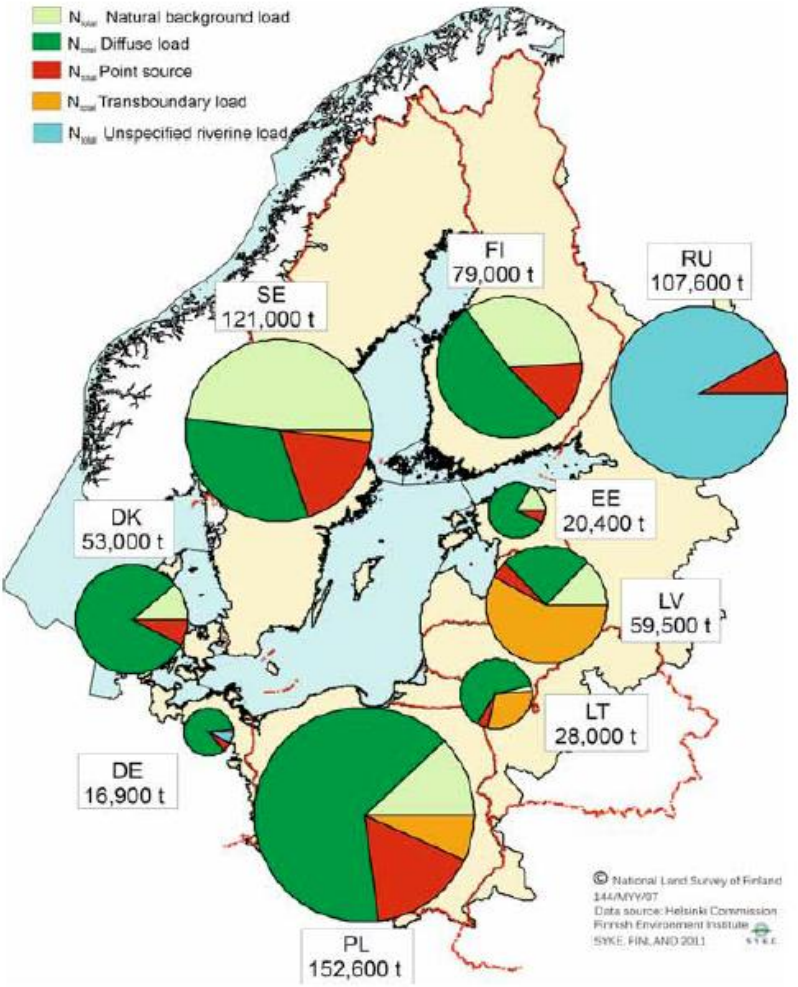 Ntotal Natural background load
Ntotal Diffuse load
Ntotal Point source
Ntotal Transboundary load
Ntotal Unspecified riverine load
FI
79,000 t
RU
107,600 t
SE
121,000 t
EE
20,400 t
DK
53,000 t
LV
59,500 t
LT
28,000 t
DE
16,900 t
PL
152,600 t
© National Land Survey of Finland
144/MYY/97
Data source: Helsinki Commission
Finnish Environment Institute
SYKE, FINLAND 2011
SYKE